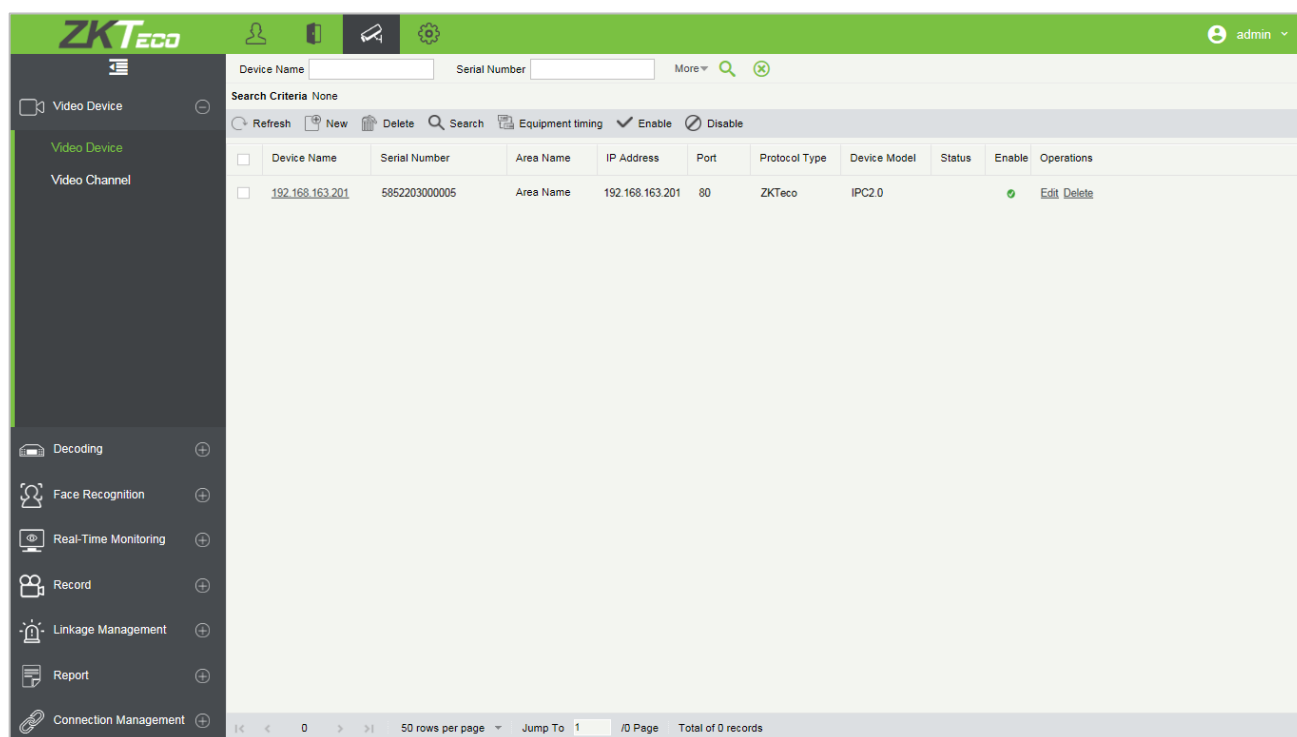 ZKTeco
admin
Device Name Serial Number More
Search Criteria None
Refresh New Delete Search Equipment timing Enable Disable
Video Device
Video Device
Video Channel
Decoding
Face Recognition
Real-Time Monitoring
Record
Linkage Management
Report
Connection Management
Device Name Serial Number Area Name IP Address Port Protocol Type Device Model Status Enable Operations
192.168.163.201 5852203000005 Area Name 192.168.163.201 80 ZKTeco IPC2.0 Edit Delete
|< < 0 > >| 50 rows per page Jump To 1 /0 Page Total of 0 records